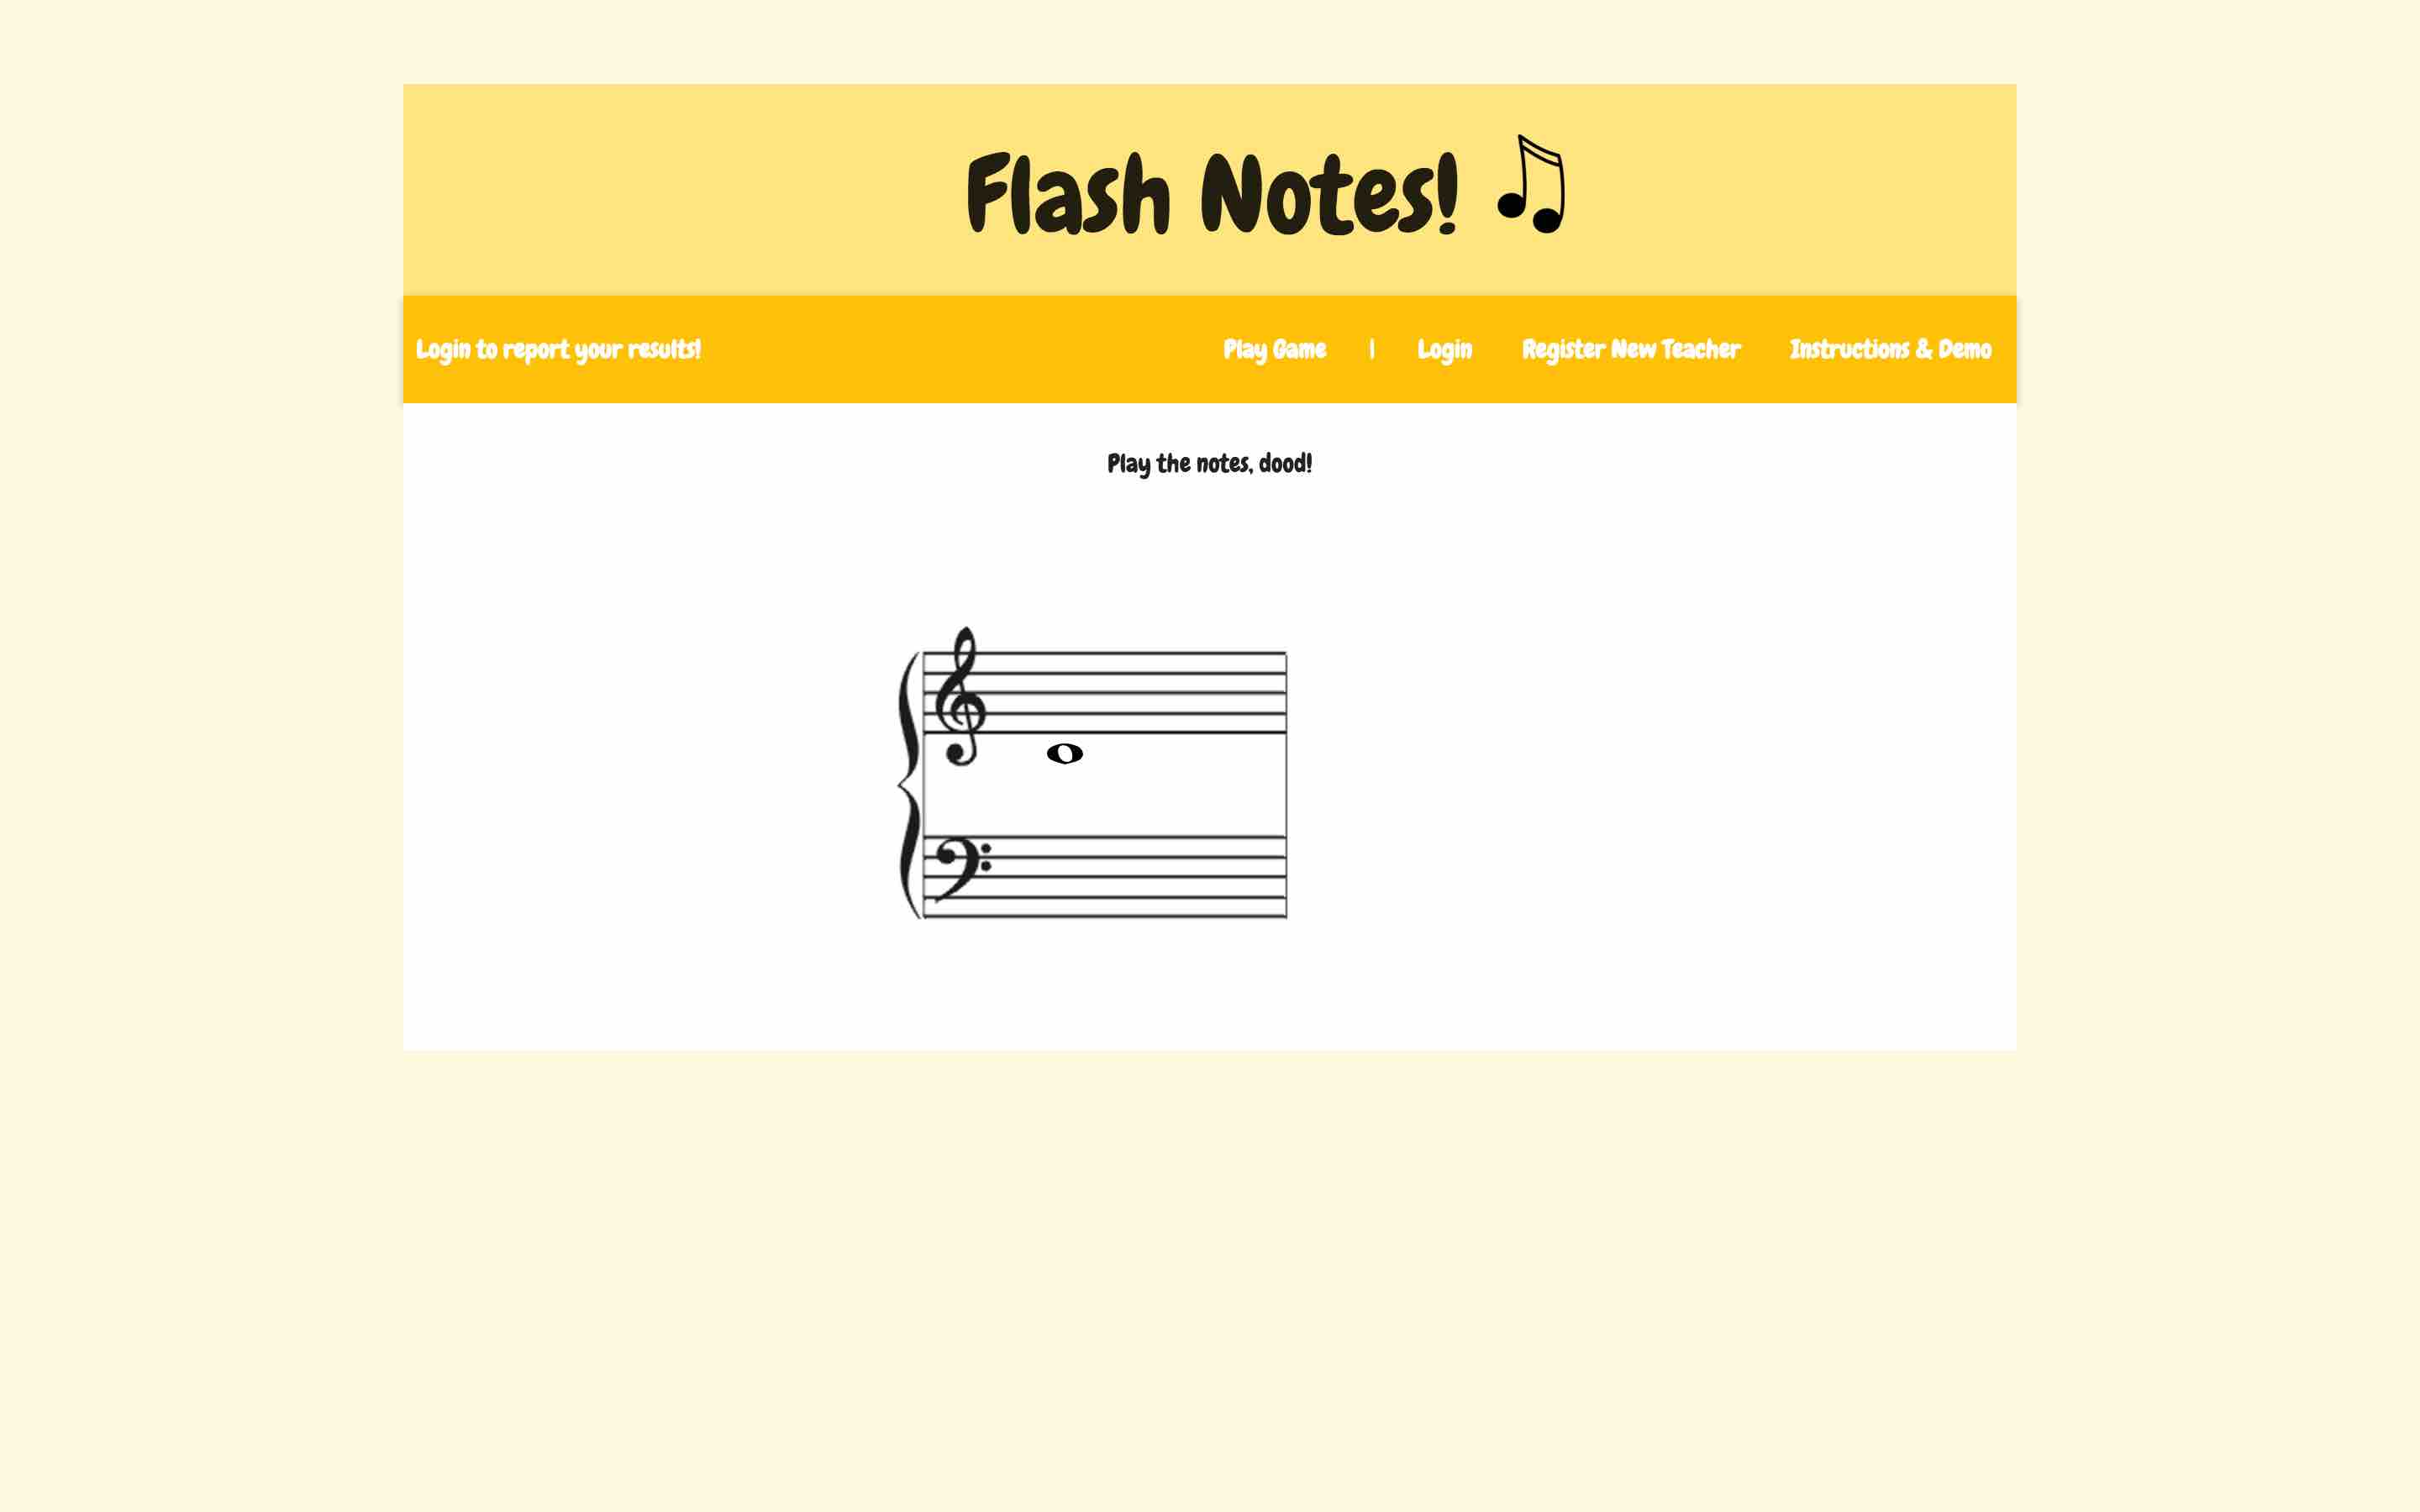 Flash Notes!
Login to report your results!
Play Game | Login Register New Teacher Instructions & Demo
Play the notes, dood!